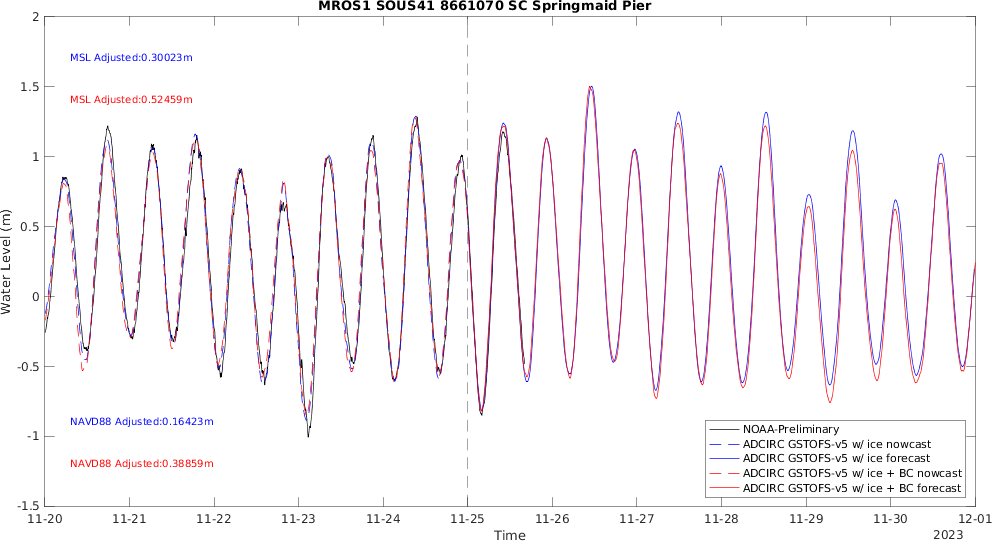 MROS1 SOUS41 8661070 SC Springmaid Pier
2
1.5
1
0.5
0
-0.5
-1
-1.5
Water Level (m)
MSL Adjusted:0.30023m
MSL Adjusted:0.52459m
NAVD88 Adjusted:0.16423m
NAVD88 Adjusted:0.38859m
NOAA-Preliminary
ADCIRC GSTOFS-v5 w/ ice nowcast
ADCIRC GSTOFS-v5 w/ ice forecast
ADCIRC GSTOFS-v5 w/ ice + BC nowcast
ADCIRC GSTOFS-v5 w/ ice + BC forecast
11-20 11-21 11-22 11-23 11-24 11-25 11-26 11-27 11-28 11-29 11-30 12-01
Time
2023